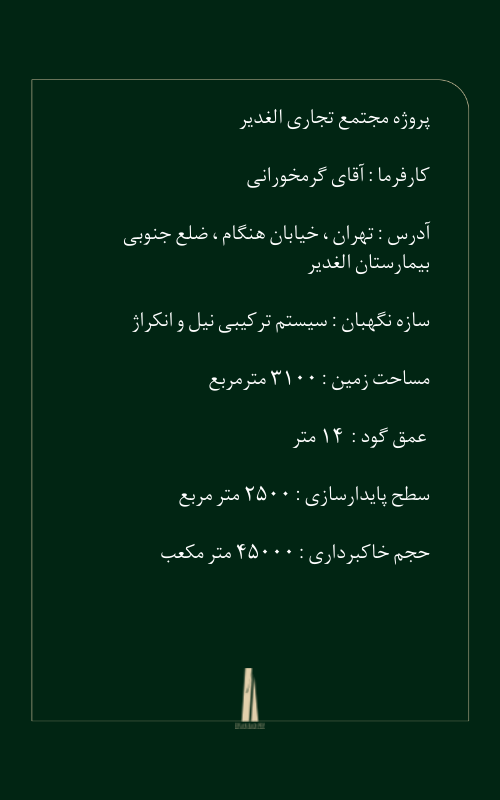 پروژه مجتمع تجاری الغدیر
کارفرما : آقای گرمخورانی
آدرس : تهران ، خیابان هنگام ، ضلع جنوبی
بیمارستان الغدیر
سازه نگهبان : سیستم ترکیبی نیل و انکراژ
مساحت زمین : ۳۱۰۰ مترمربع
عمق گود : ۱۴ متر
سطح پایدارسازی : ۲۵۰۰ متر مربع
حجم خاکبرداری : ۴۵۰۰۰ متر مکعب